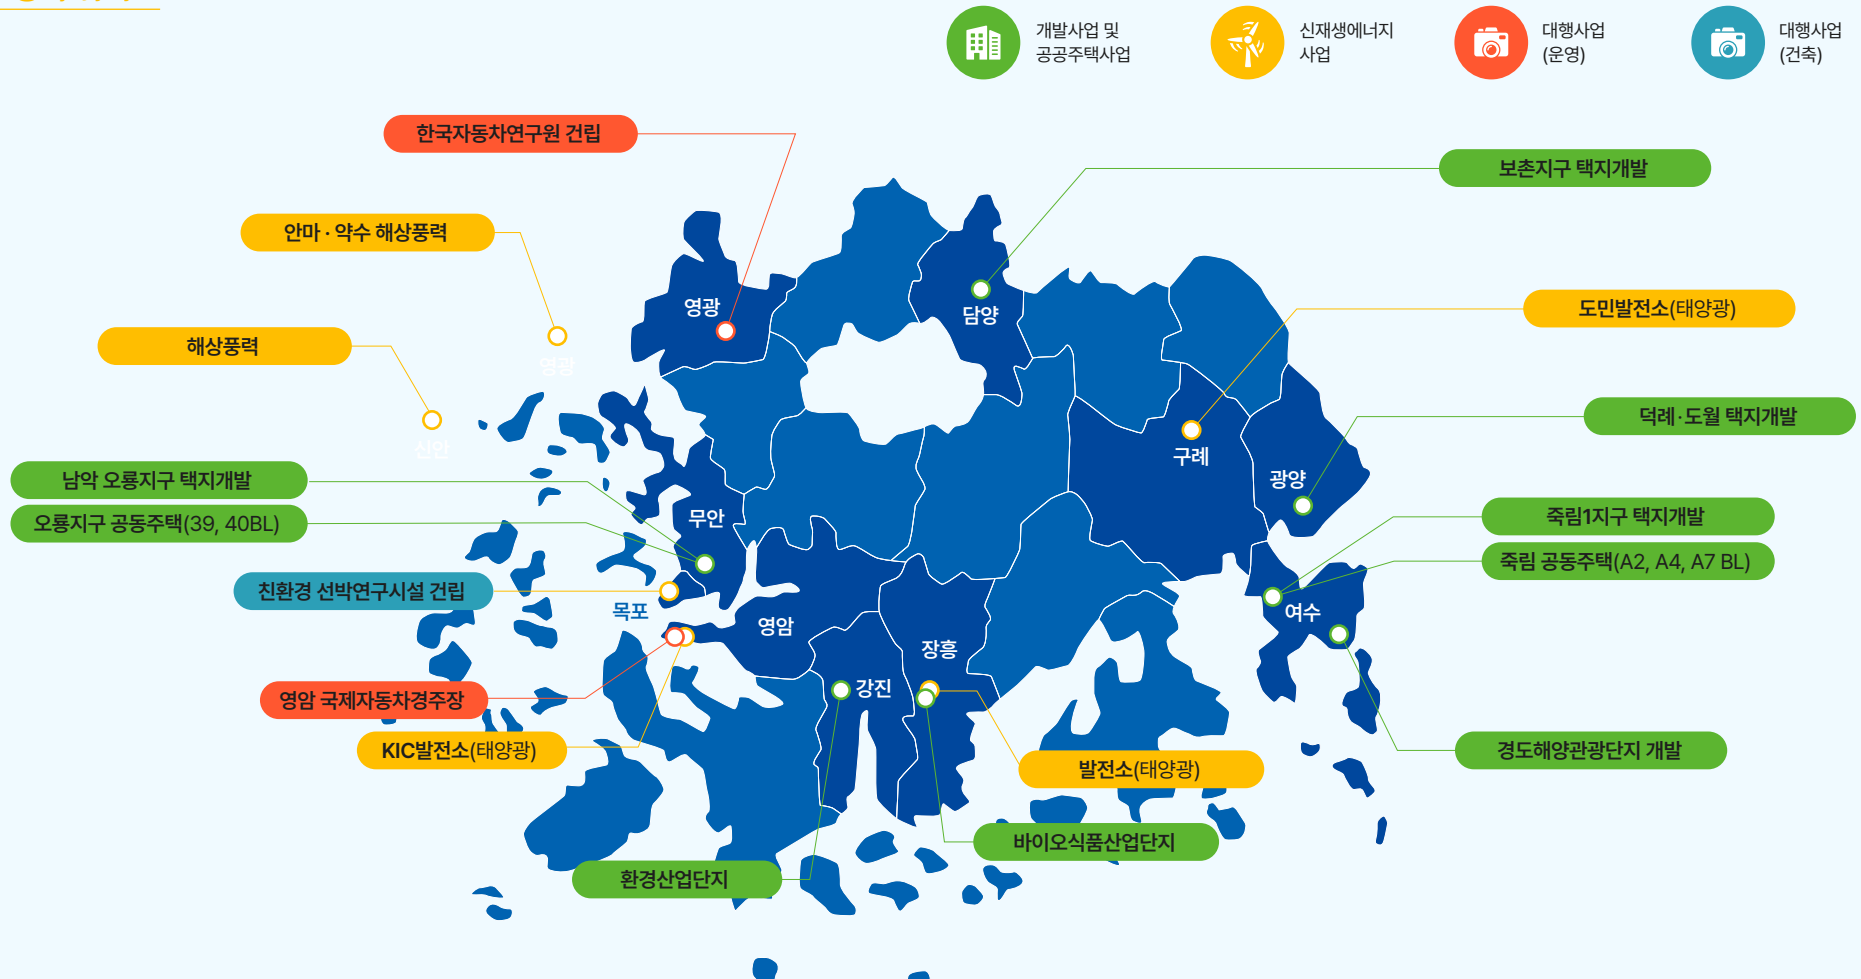 개발사업 및
공공주택사업
신재생에너지
사업
대행사업
(운영)
대행사업
(건축)
한국자동차연구원 건립
보촌지구 택지개발
안마 · 약수 해상풍력
영광
담양
도민발전소(태양광)
해상풍력
영광
신안
덕례·도월 택지개발
구례
광양
남악 오룡지구 택지개발
오룡지구 공동주택(39, 40BL)
무안
죽림1지구 택지개발
죽림 공동주택(A2, A4, A7 BL)
친환경 선박연구시설 건립
목포
영암
장흥
여수
강진
영암 국제자동차경주장
KIC발전소(태양광)
발전소(태양광)
경도해양관광단지 개발
바이오식품산업단지
환경산업단지